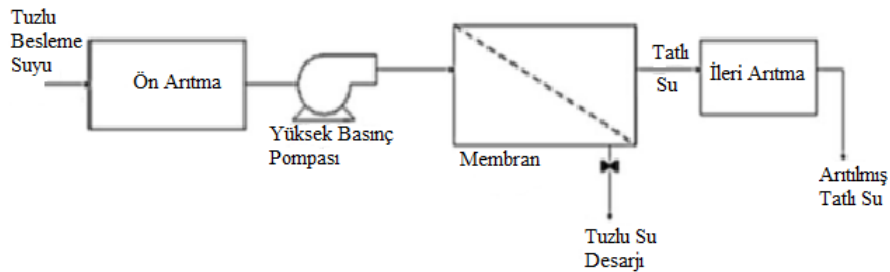 Tuzlu
Besleme
Suyu
Ön Arıtma
Yüksek Basınç
Pompası
Membran
Tatlı
Su
İleri Arıtma
Tuzlu Su
Desarjı
Arıtılmış
Tatlı Su